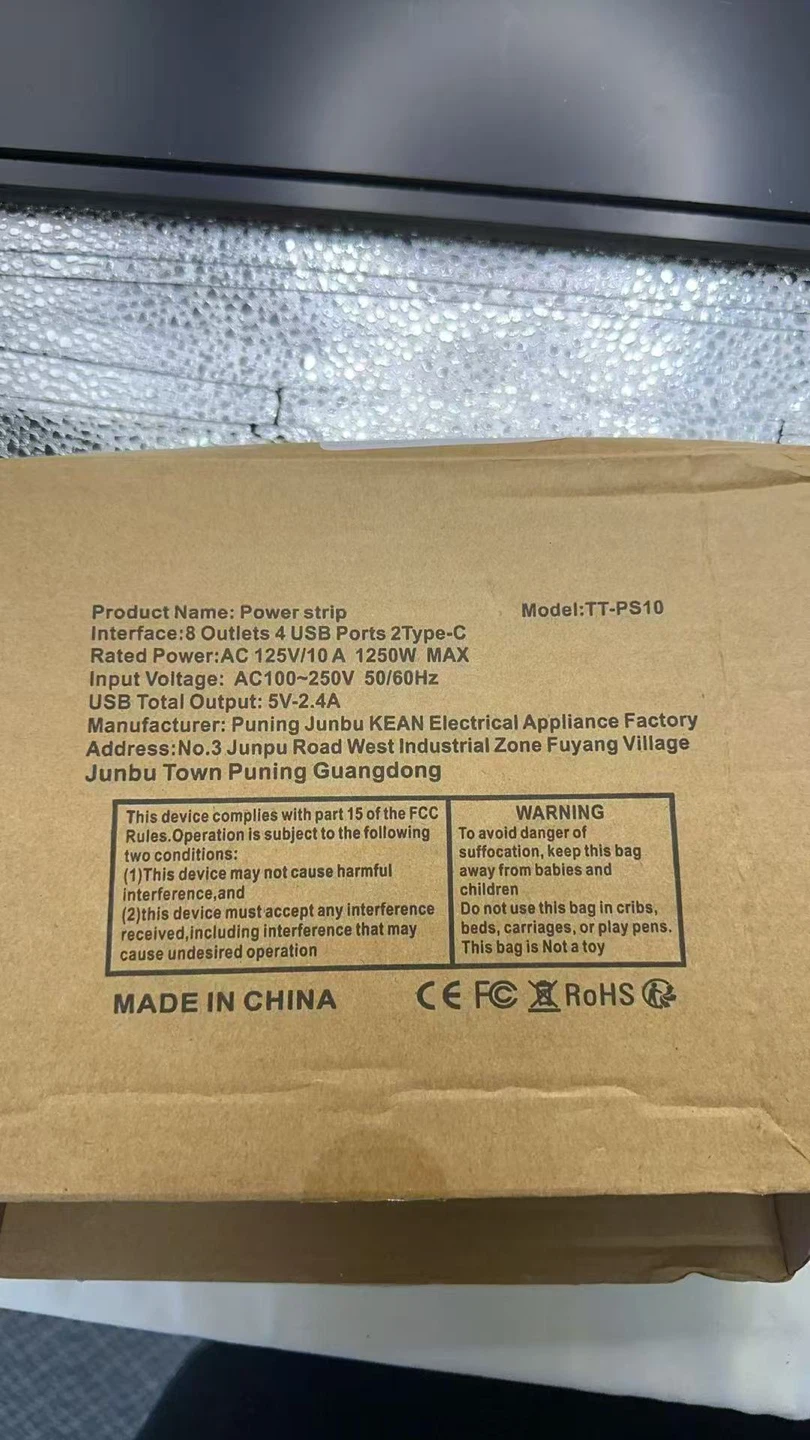 Product Name: Power strip
Model:TT-PS10
Interface:8 Outlets 4 USB Ports 2Type-C
Rated Power:AC 125V/10 A 1250W MAX
Input Voltage: AC100~250V 50/60Hz
USB Total Output: 5V-2.4A
Manufacturer: Puning Junbu KEAN Electrical Appliance Factory
Address:No.3 Junpu Road West Industrial Zone Fuyang Village
Junbu Town Puning Guangdong
This device complies with part 15 of the FCC
Rules.Operation is subject to the following
two conditions:
(1)This device may not cause harmful
interference,and
(2)this device must accept any interference
received,including interference that may
cause undesired operation
WARNING
To avoid danger of
suffocation, keep this bag
away from babies and
children
Do not use this bag in cribs,
beds, carriages, or play pens.
This bag is Not a toy
MADE IN CHINA
CE FC RoHS